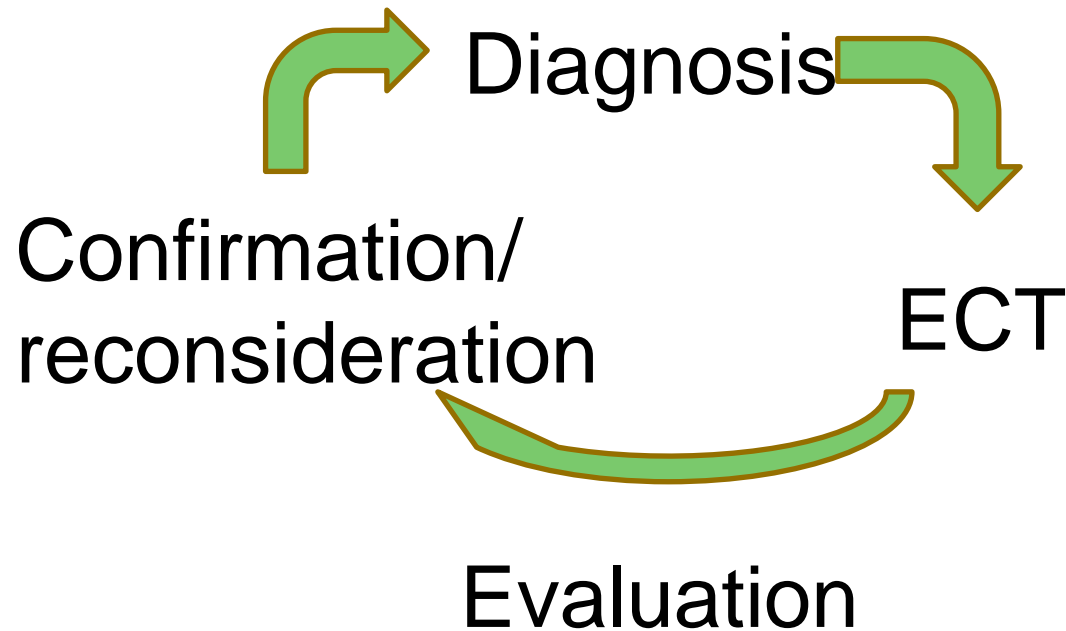 Diagnosis
Confirmation/
reconsideration
ECT
Evaluation